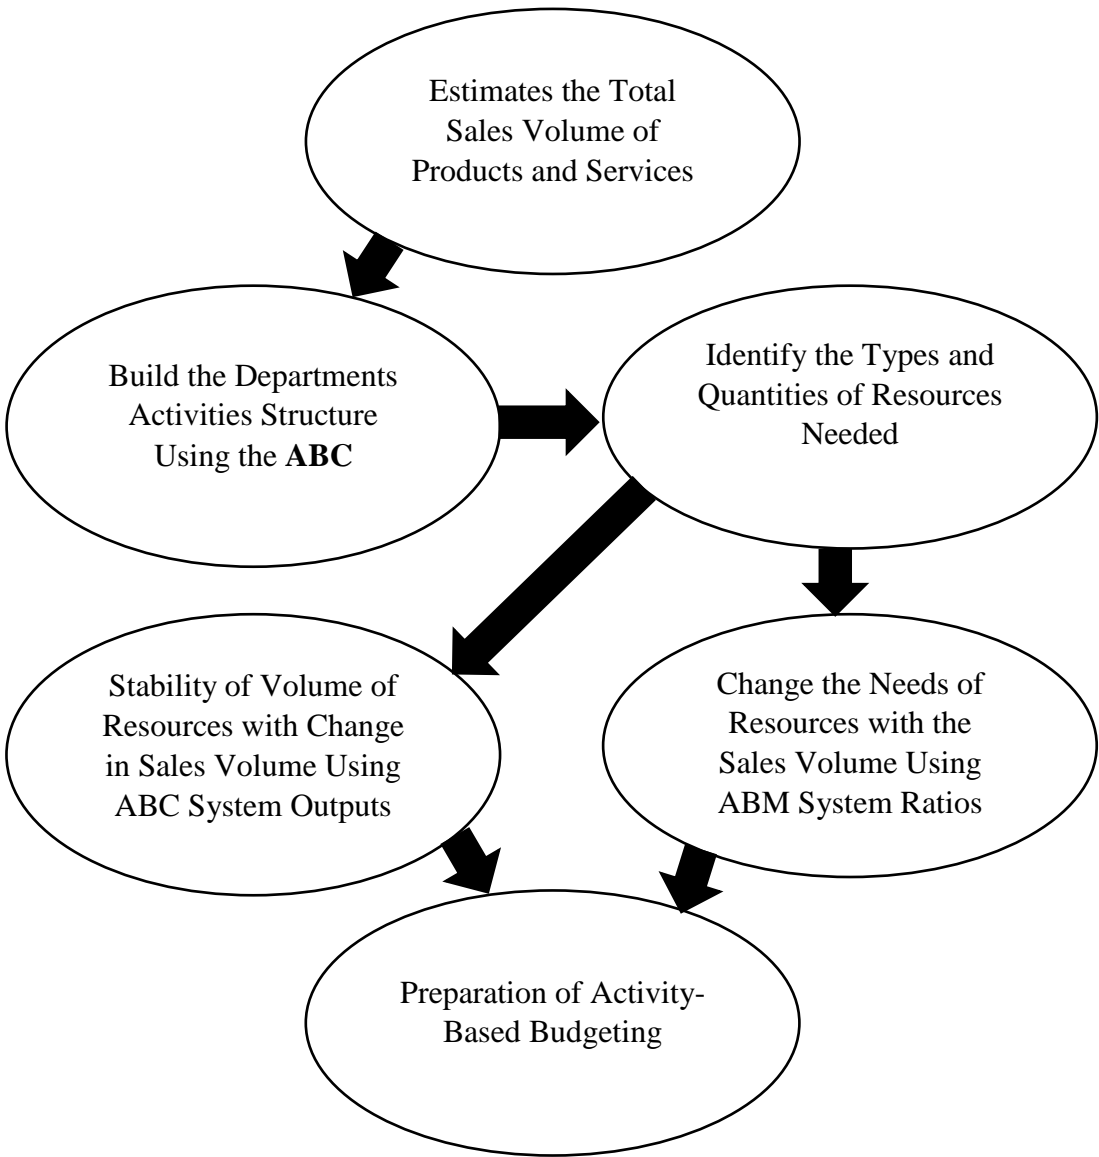 Estimates the Total
Sales Volume of
Products and Services
Build the Departments
Activities Structure
Using the ABC
Identify the Types and
Quantities of Resources
Needed
Stability of Volume of
Resources with Change
in Sales Volume Using
ABC System Outputs
Change the Needs of
Resources with the
Sales Volume Using
ABM System Ratios
Preparation of Activity-
Based Budgeting